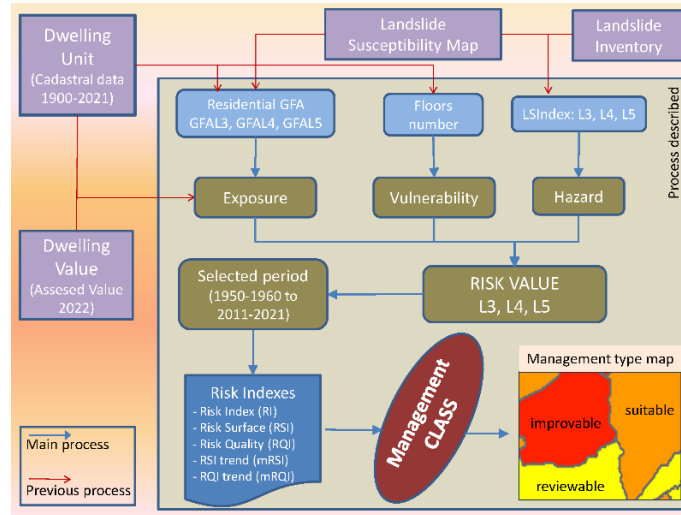 Dwelling
Unit
(Cadastral data
1900-2021)
Landslide
Susceptibility Map
Landslide
Inventory
Process described
Residential GFA
GFAL3, GFAL4, GFAL5
Floors
number
LSIndex: L3, L4, L5
Exposure
Vulnerability
Hazard
Dwelling
Value
(Assesed Value
2022)
Selected period
(1950-1960 to
2011-2021)
RISK VALUE
L3, L4, L5
Risk Indexes
- Risk Index (RI)
- Risk Surface (RSI)
- Risk Quality (RQI)
- RSI trend (mRSI)
- RQI trend (mRQI)
Management
CLASS
Management type map
improvable
suitable
reviewable
Main process
Previous process